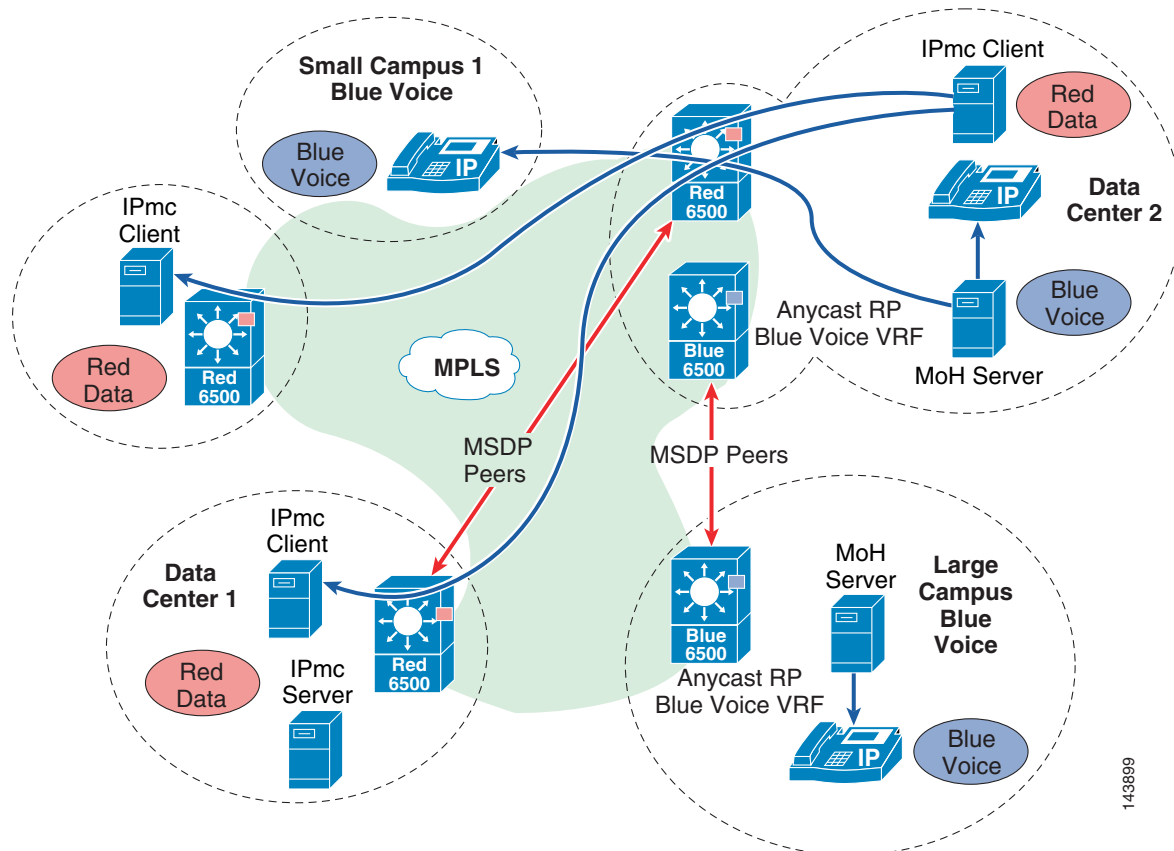 Small Campus 1
Blue Voice
Blue
Voice
IP
IPmc Client
Red
Data
Red
6500
IP
Data
Center 2
IPmc
Client
Red
Data
Red
6500
MPLS
Blue
6500
Anycast RP
Blue Voice VRF
Blue
Voice
MoH Server
MSDP
Peers
MSDP Peers
Data
Center 1
IPmc
Client
Red
Data
IPmc
Server
Red
6500
Blue
6500
Anycast RP
Blue Voice VRF
MoH
Server
Large
Campus
Blue
Voice
IP
Blue
Voice
143899